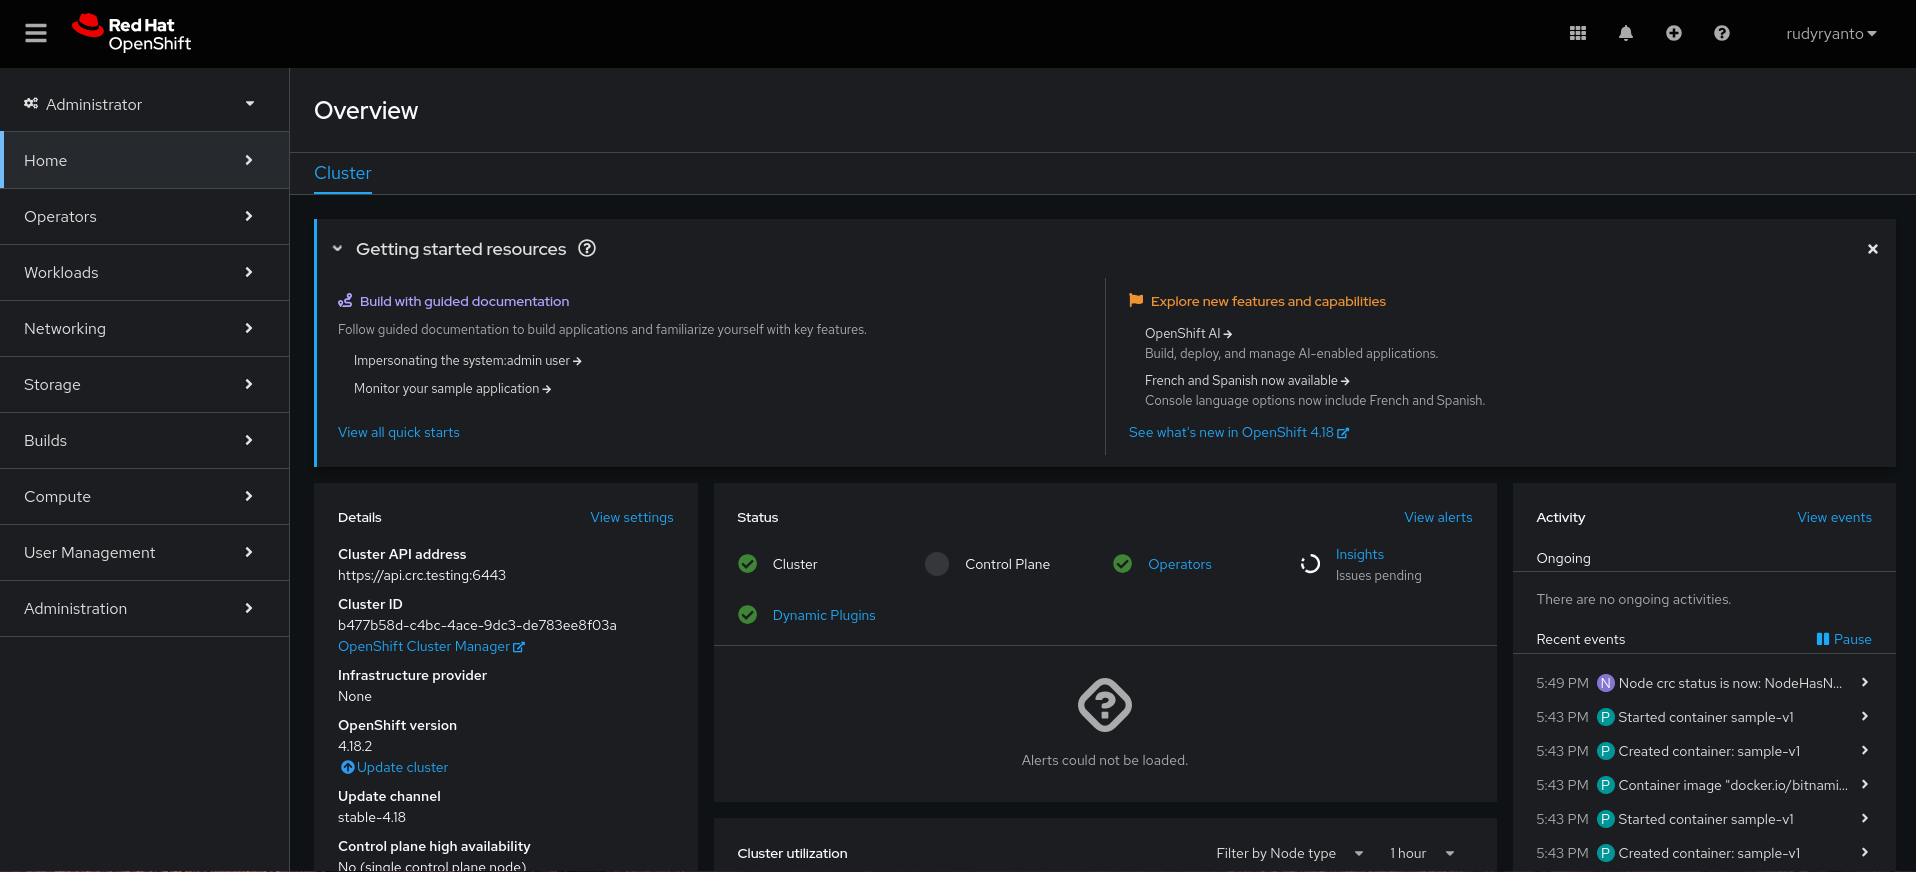 Red Hat
OpenShift
rudyryanto
Administrator
Home
Operators
Workloads
Networking
Storage
Builds
Compute
User Management
Administration
Overview
Cluster
Getting started resources
Build with guided documentation
Follow guided documentation to build applications and familiarize yourself with key features.
Impersonating the system:admin user
Monitor your sample application
View all quick starts
Explore new features and capabilities
OpenShift AI
Build, deploy, and manage AI-enabled applications.
French and Spanish now available
Console language options now include French and Spanish.
See what's new in OpenShift 4.18
Details
View settings
Cluster API address
https://api.crc.testing:6443
Cluster ID
b477b58d-c4bc-4ace-9dc3-de783ee8f03a
OpenShift Cluster Manager
Infrastructure provider
None
OpenShift version
4.18.2
Update cluster
Update channel
stable-4.18
Control plane high availability
No (single control plane node)
Status
View alerts
Cluster
Control Plane
Operators
Insights
Issues pending
Dynamic Plugins
Alerts could not be loaded.
Cluster utilization
Filter by Node type
1 hour
Activity
View events
Ongoing
There are no ongoing activities.
Recent events
Pause
5:49 PM N Node crc status is now: NodeHasN...
5:43 PM P Started container sample-v1
5:43 PM P Created container: sample-v1
5:43 PM P Container image "docker.io/bitnami...
5:43 PM P Started container sample-v1
5:43 PM P Created container: sample-v1